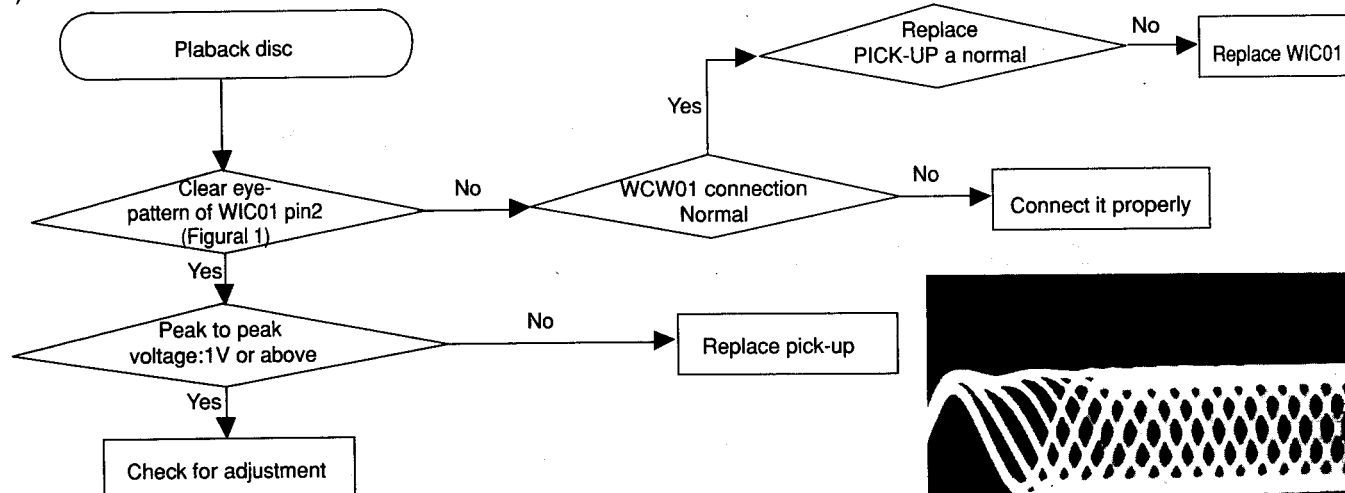 )
Plaback disc
Replace
PICK-UP a normal
No
Replace WIC01
Yes
Clear eye-
pattern of WIC01 pin2
(Figural 1)
No
WCW01 connection
Normal
No
Connect it properly
Yes
Peak to peak
voltage:1V or above
No
Replace pick-up
Yes
Check for adjustment